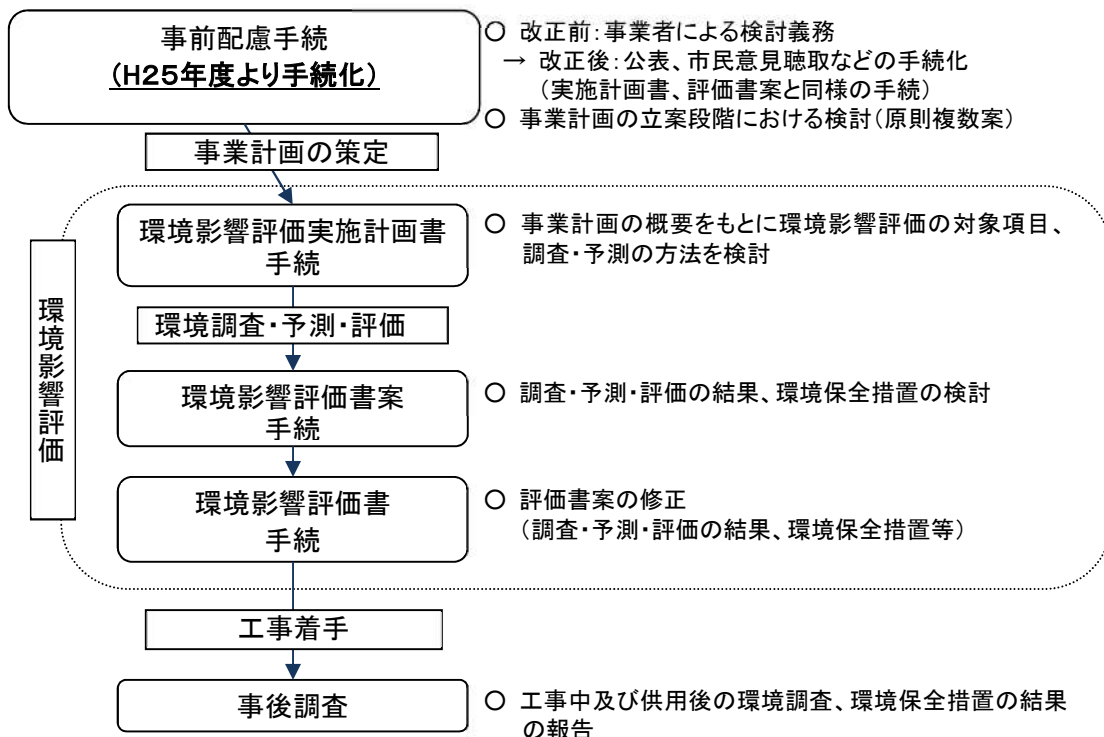 事前配慮手続
(H25年度より手続化)
○ 改正前：事業者による検討義務
→ 改正後：公表、市民意見聴取などの手続化
(実施計画書、評価書案と同様の手続)
○ 事業計画の立案段階における検討(原則複数案)
事業計画の策定
環境影響評価
環境影響評価実施計画書
手続
○ 事業計画の概要をもとに環境影響評価の対象項目、
調査・予測の方法を検討
環境調査・予測・評価
環境影響評価書案
手続
○ 調査・予測・評価の結果、環境保全措置の検討
環境影響評価書
手続
○ 評価書案の修正
(調査・予測・評価の結果、環境保全措置等)
工事着手
事後調査
○ 工事中及び供用後の環境調査、環境保全措置の結果
の報告